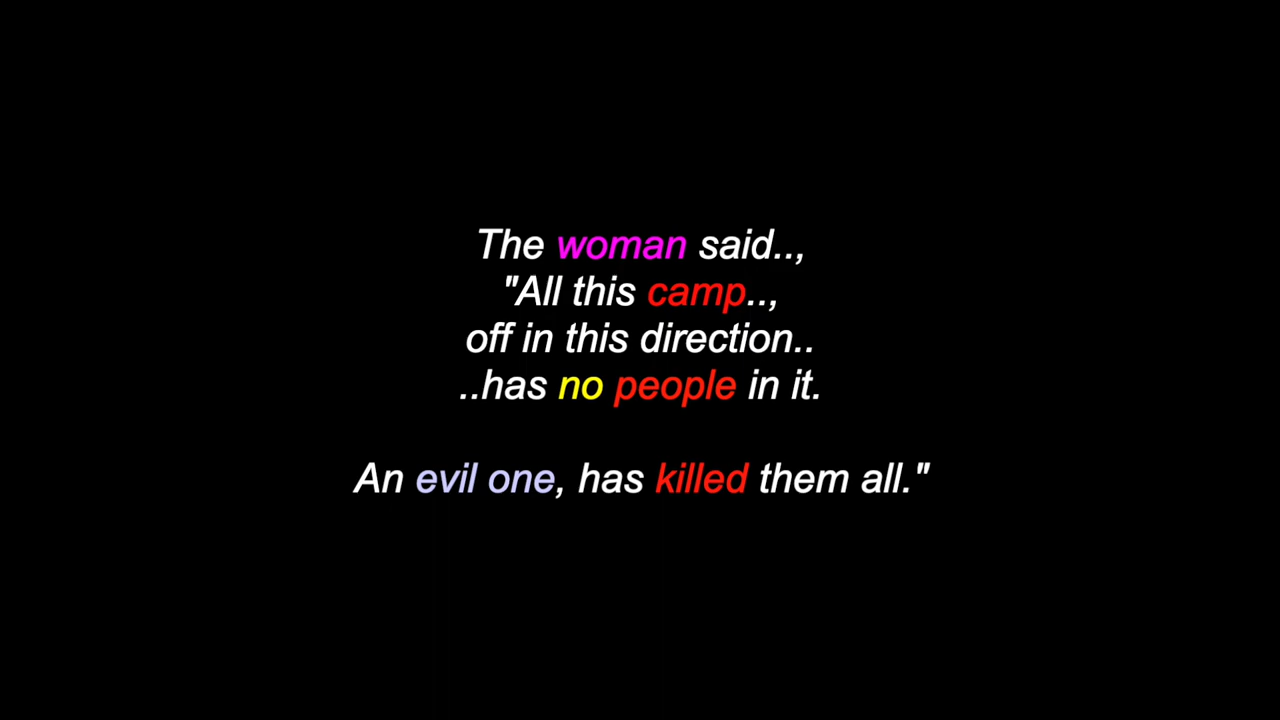 The woman said..,
"All this camp..,
off in this direction..
..has no people in it.
An evil one, has killed them all."